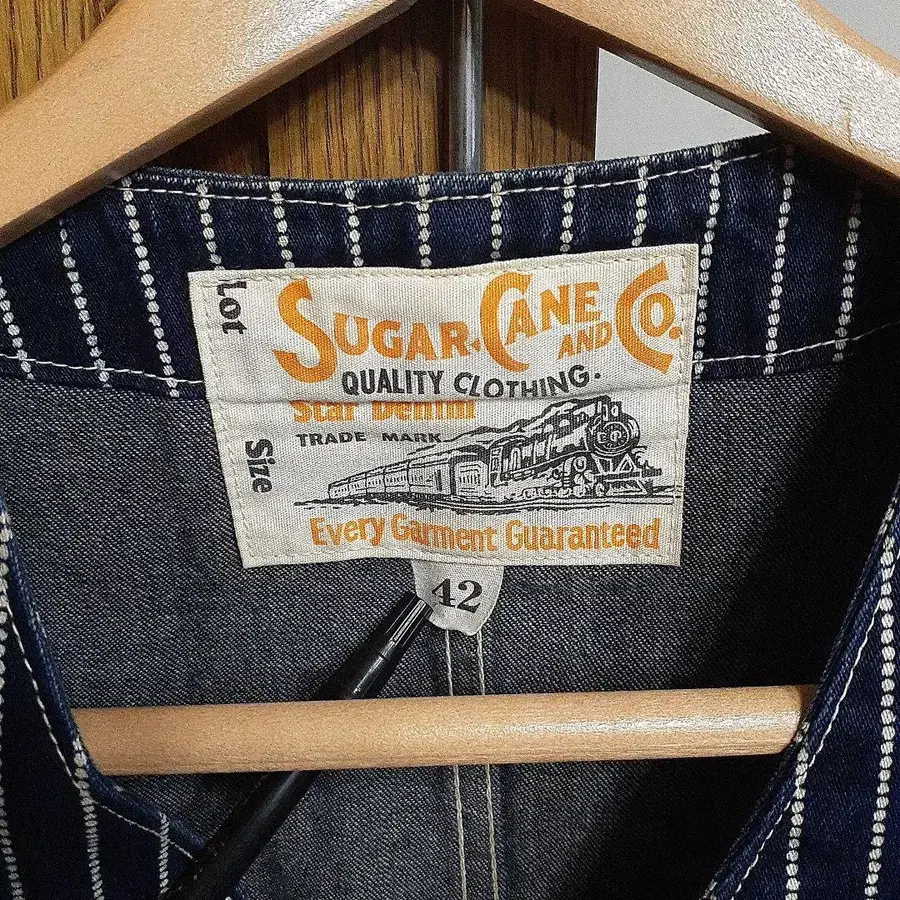 Lot
SUGAR.CANE AND CO.
QUALITY CLOTHING.
Star Denim
TRADE MARK
Size
Every Garment Guaranteed
42